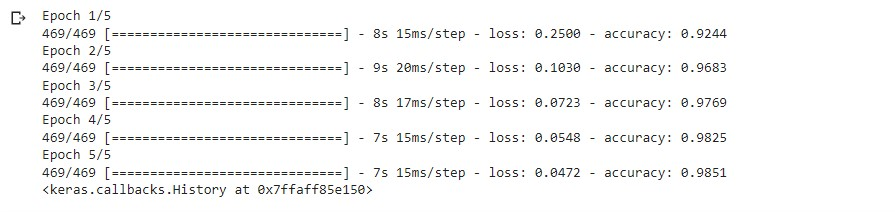 Epoch 1/5
469/469 [==============================] - 8s 15ms/step - loss: 0.2500 - accuracy: 0.9244
Epoch 2/5
469/469 [==============================] - 9s 20ms/step - loss: 0.1030 - accuracy: 0.9683
Epoch 3/5
469/469 [==============================] - 8s 17ms/step - loss: 0.0723 - accuracy: 0.9769
Epoch 4/5
469/469 [==============================] - 7s 15ms/step - loss: 0.0548 - accuracy: 0.9825
Epoch 5/5
469/469 [==============================] - 7s 15ms/step - loss: 0.0472 - accuracy: 0.9851
<keras.callbacks.History at 0x7ffaff85e150>